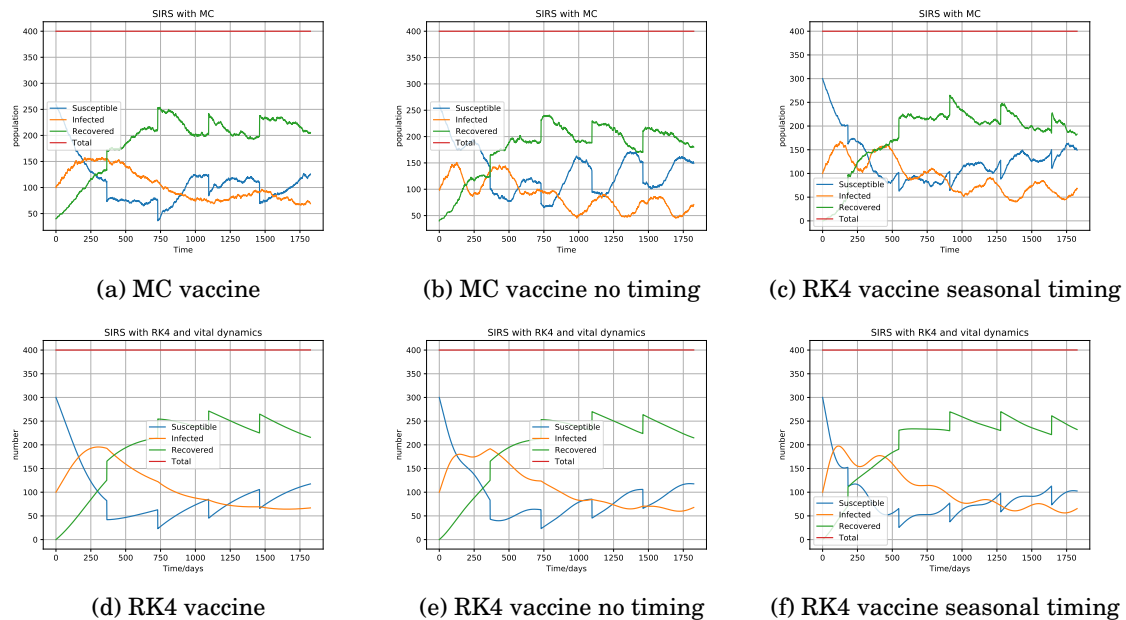 SIRS with MC
400
350
300
250
200
150
100
50
population
Susceptible
Infected
Recovered
Total
0 250 500 750 1000 1250 1500 1750
Time
(a) MC vaccine
SIRS with MC
400
350
300
250
200
150
100
50
population
Susceptible
Infected
Recovered
Total
0 250 500 750 1000 1250 1500 1750
Time
(b) MC vaccine no timing
SIRS with MC
400
350
300
250
200
150
100
50
0
population
Susceptible
Infected
Recovered
Total
0 250 500 750 1000 1250 1500 1750
Time
(c) RK4 vaccine seasonal timing
SIRS with RK4 and vital dynamics
400
350
300
250
200
150
100
50
0
number
Susceptible
Infected
Recovered
Total
0 250 500 750 1000 1250 1500 1750
Time/days
(d) RK4 vaccine
SIRS with RK4 and vital dynamics
400
350
300
250
200
150
100
50
0
number
Susceptible
Infected
Recovered
Total
0 250 500 750 1000 1250 1500 1750
Time/days
(e) RK4 vaccine no timing
SIRS with RK4 and vital dynamics
400
350
300
250
200
150
100
50
0
number
Susceptible
Infected
Recovered
Total
0 250 500 750 1000 1250 1500 1750
Time/days
(f) RK4 vaccine seasonal timing